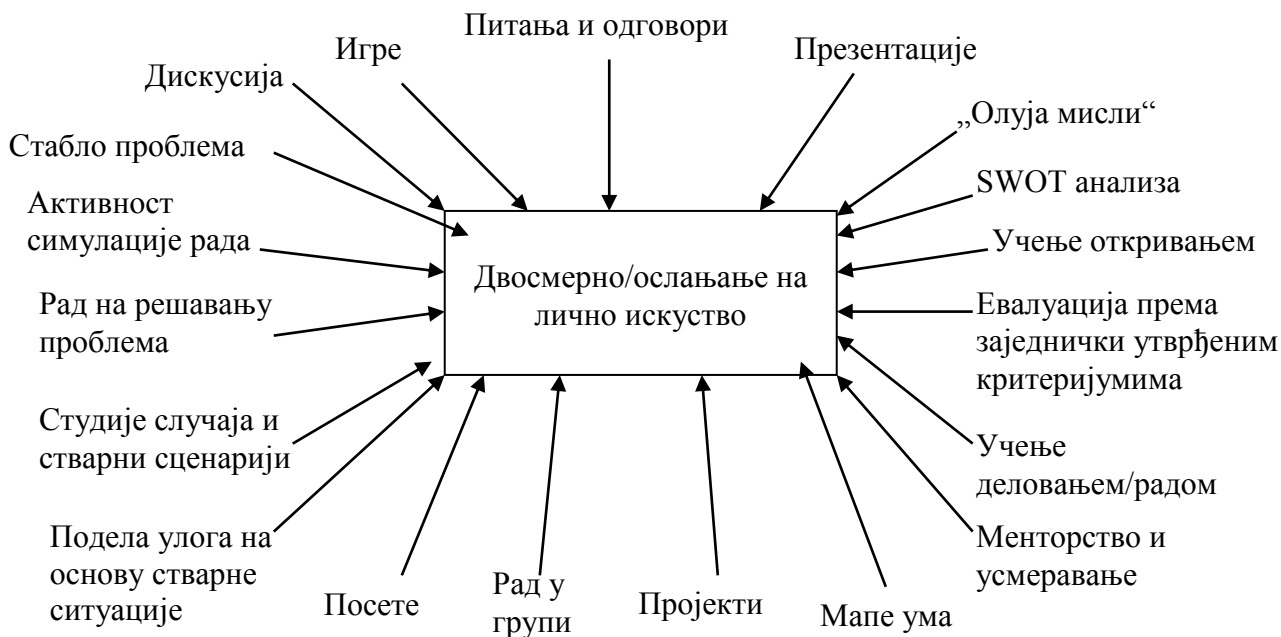 Питања и одговори
Игре
Презентације
Дискусија
„Олуја мисли“
Стабло проблема
SWOT анализа
Активност
симулације рада
Учење откривањем
Двосмерно/ослањање на
лично искуство
Рад на решавању
проблема
Евалуација према
заједнички утврђеним
критеријумима
Студије случаја и
стварни сценарији
Учење
деловањем/радом
Подела улога на
основу стварне
ситуације
Менторство и
усмеравање
Посете
Рад у
групи
Пројекти
Мапе ума